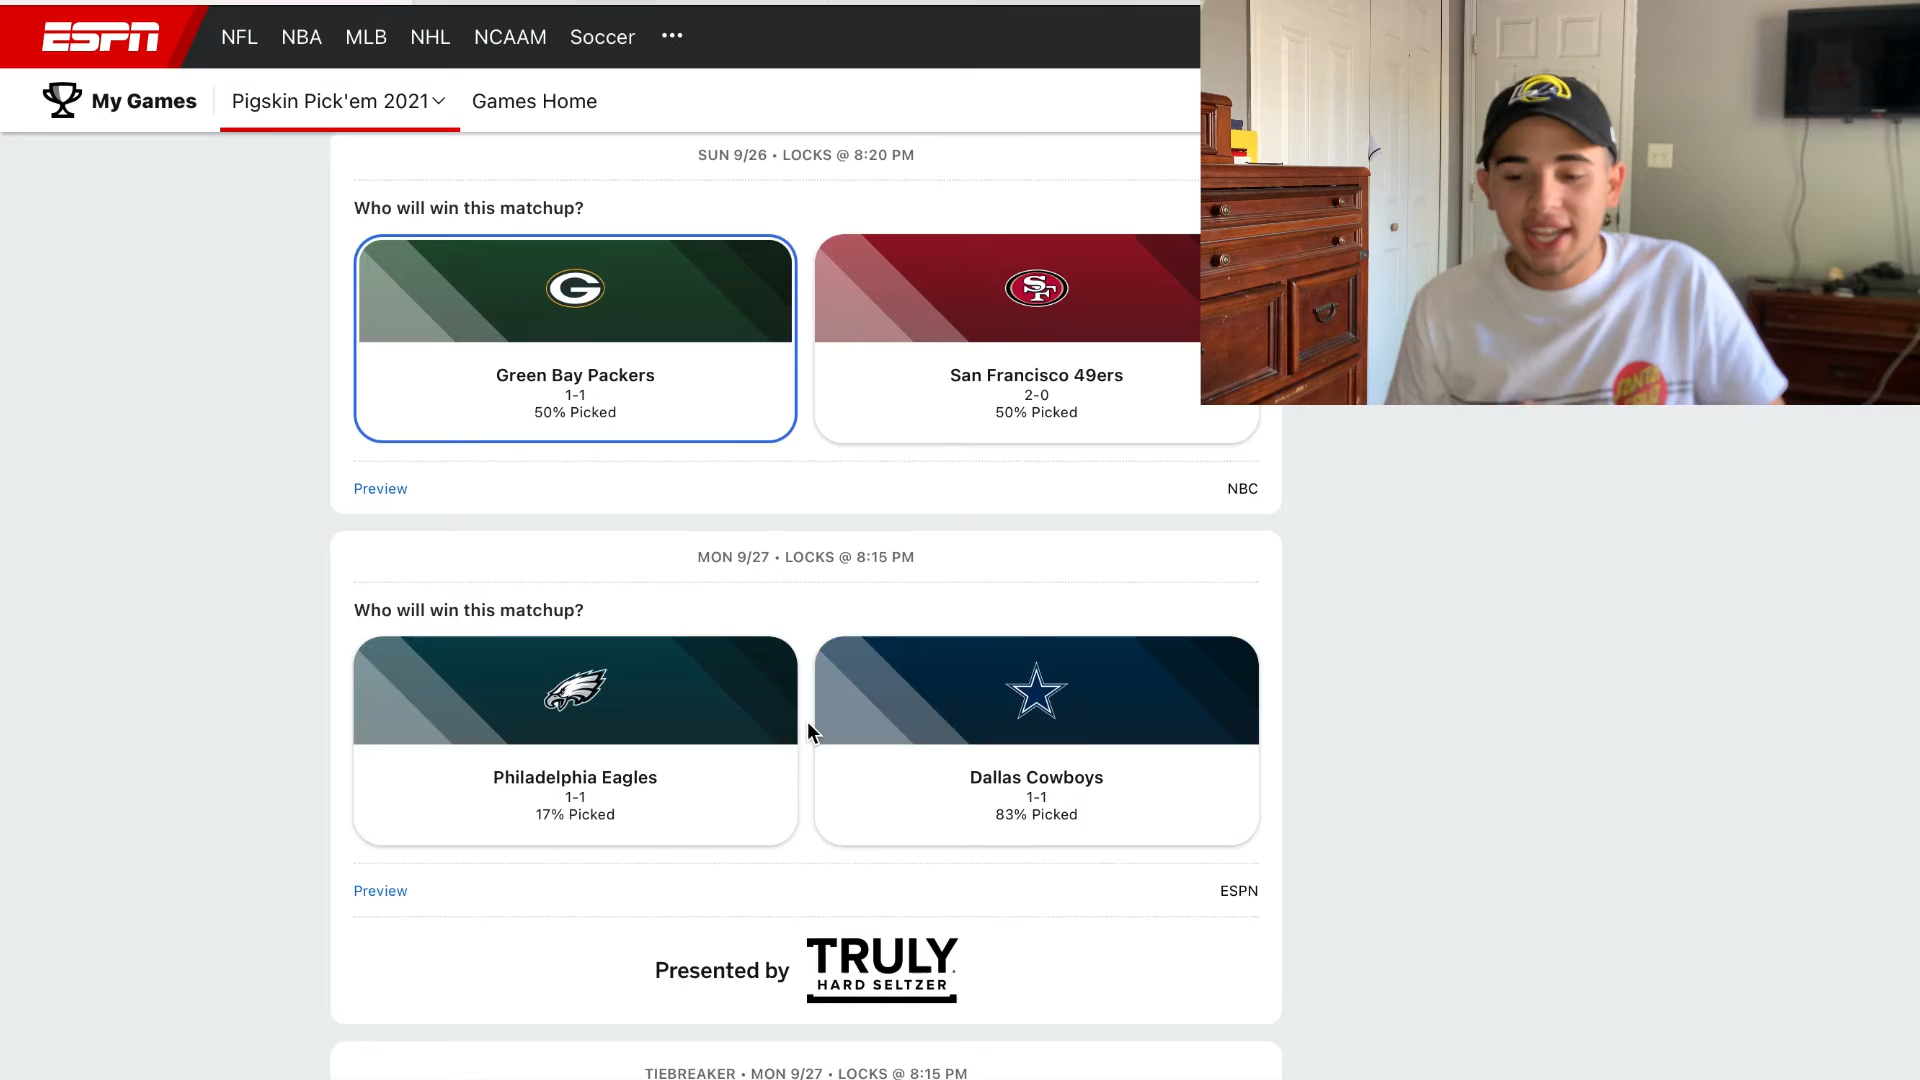 ESPN NFL NBA MLB NHL NCAAM Soccer •••
My Games Pigskin Pick'em 2021 Games Home
SUN 9/26 • LOCKS @ 8:20 PM
Who will win this matchup?
G
SF
Green Bay Packers
1-1
50% Picked
San Francisco 49ers
2-0
50% Picked
Preview
NBC
MON 9/27 • LOCKS @ 8:15 PM
Who will win this matchup?
Philadelphia Eagles
1-1
17% Picked
Dallas Cowboys
1-1
83% Picked
Preview
ESPN
Presented by TRULY
HARD SELTZER
TIEBREAKER • MON 9/27 • LOCKS @ 8:15 PM